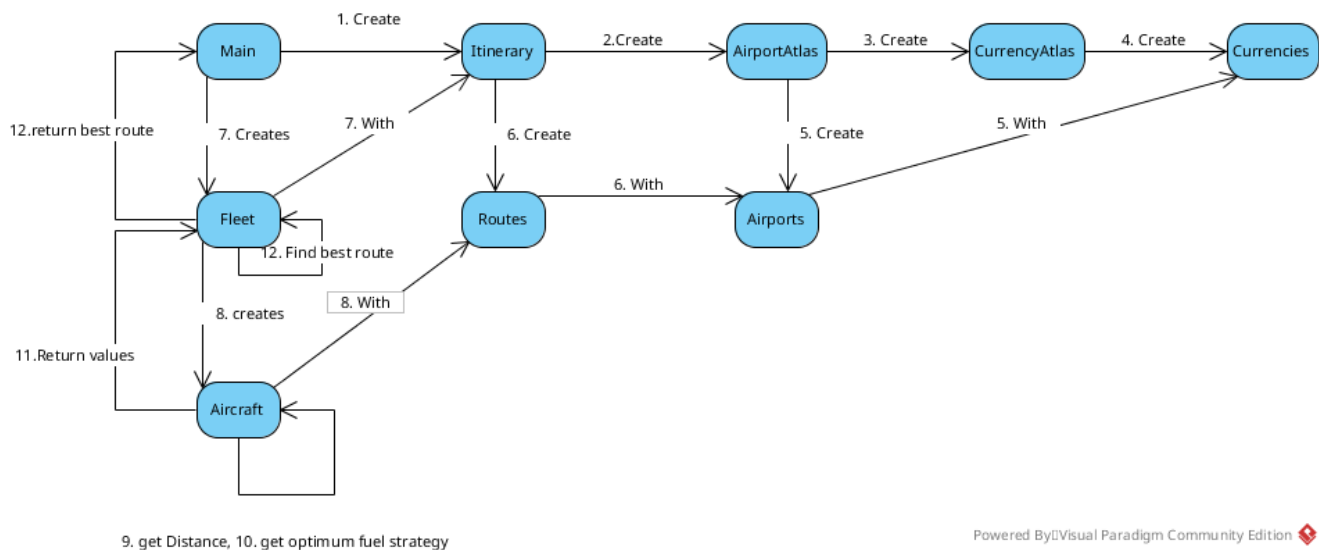 1. Create
Main
Itinerary
2.Create
AirportAtlas
3. Create
CurrencyAtlas
4. Create
Currencies
12.return best route
7. Creates
7. With
6. Create
5. Create
5. With
Fleet
6. With
Routes
Airports
12. Find best route
8. creates
8. With
11.Return values
Aircraft
9. get Distance, 10. get optimum fuel strategy
Powered By Visual Paradigm Community Edition